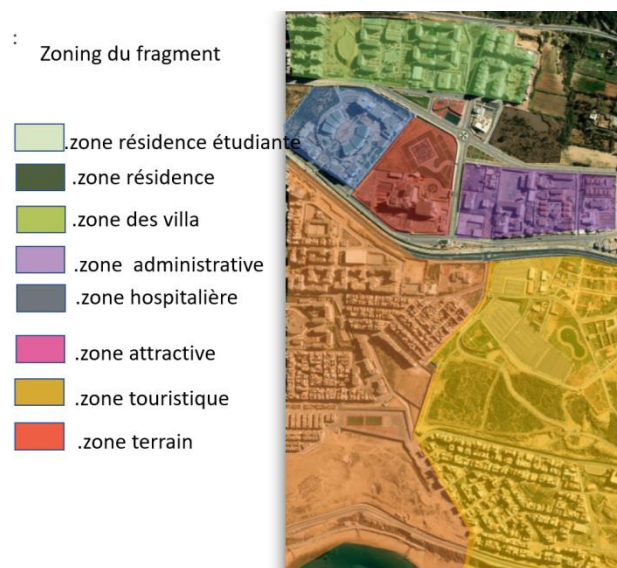 :
Zoning du fragment
.zone résidence étudiante
.zone résidence
.zone des villa
.zone  administrative
.zone hospitalière
.zone attractive
.zone touristique
.zone terrain